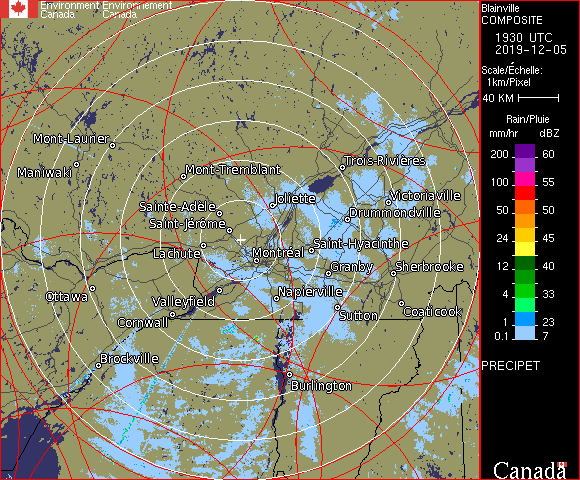 Environment Environnement
Canada Canada
Blainville
COMPOSITE
1930 UTC
2019-12-05
Scale/Échelle:
1km/Pixel
40 KM
Rain/Pluie
mm/hr dBZ
200 60
100 55
50 50
24 45
12 40
4 33
1 23
0.1 7
PRECIPET
Mont-Laurier
Maniwaki
Mont-Tremblant
Trois-Rivières
Joliette
Victoriaville
Sainte-Adèle
Drummondville
Saint-Jérôme
Saint-Hyacinthe
Lachute
Montréal
Granby
Sherbrooke
Ottawa
Valleyfield
Napierville
Cornwall
Sutton
Coaticook
Brockville
Burlington
Canada